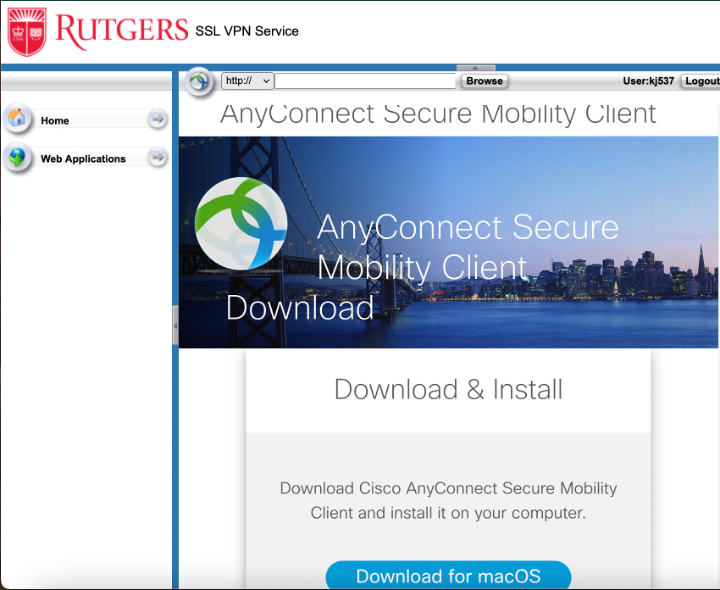 RUTGERS SSL VPN Service
http:// Browse User:kj537 Logout
Home
Web Applications
AnyConnect Secure Mobility Client
AnyConnect Secure
Mobility Client
Download
Download & Install
Download Cisco AnyConnect Secure Mobility
Client and install it on your computer.
Download for macOS